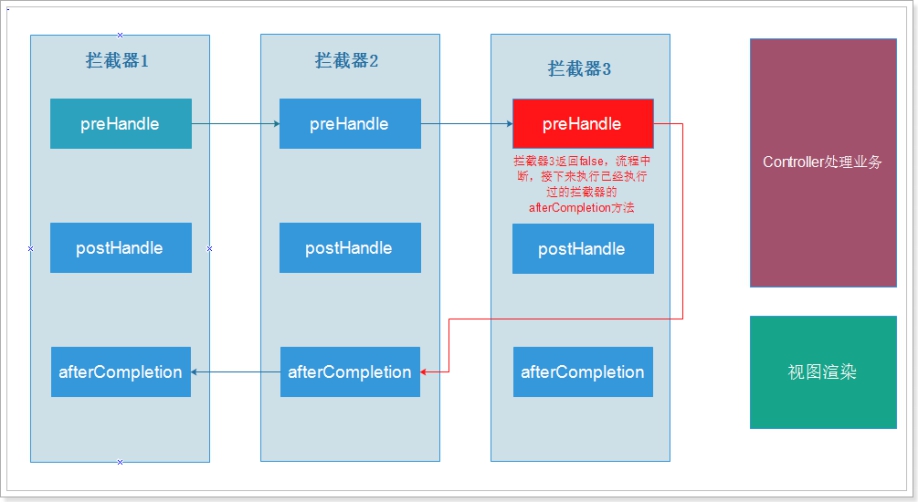 拦截器1
拦截器2
拦截器3
preHandle
preHandle
preHandle
拦截器3返回false，流程中
断，接下来执行已经执行
过的拦截器的
afterCompletion方法
postHandle
postHandle
postHandle
afterCompletion
afterCompletion
afterCompletion
Controller处理业务
视图渲染